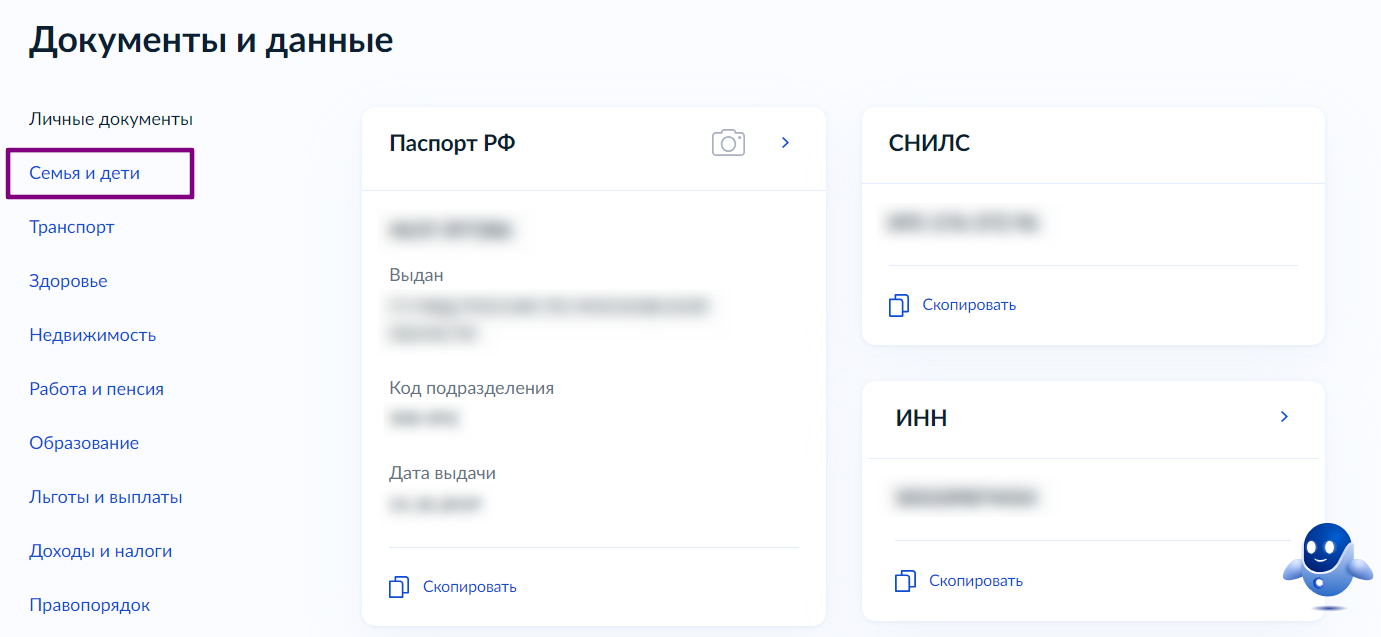 Документы и данные
Личные документы
Семья и дети
Транспорт
Здоровье
Недвижимость
Работа и пенсия
Образование
Льготы и выплаты
Доходы и налоги
Правопорядок
Паспорт РФ
Выдан
Код подразделения
Дата выдачи
Скопировать
СНИЛС
Скопировать
ИНН
Скопировать